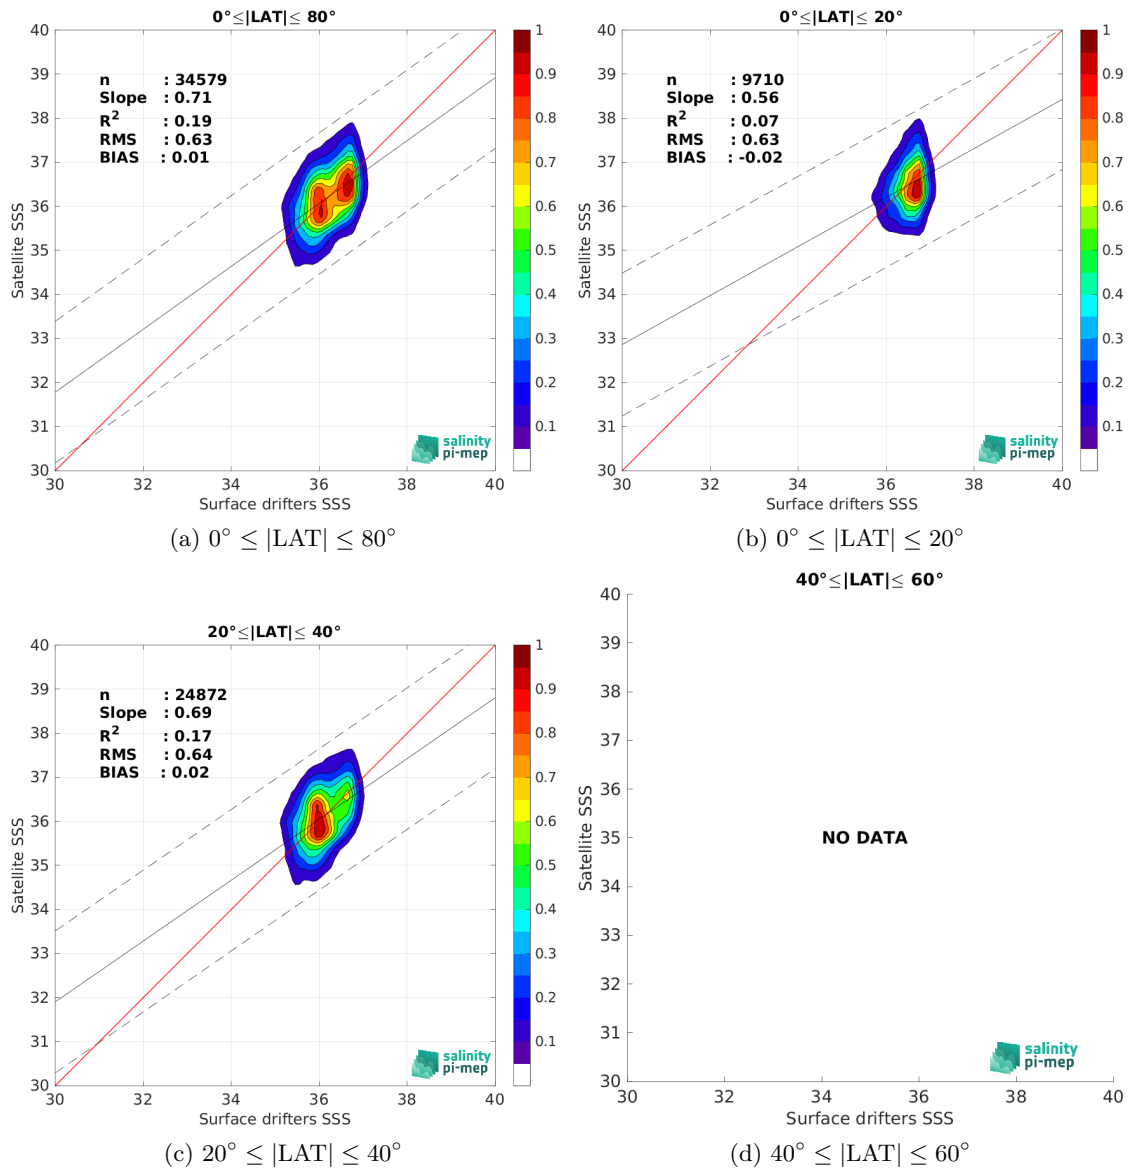 0°≤|LAT|≤ 80°
40
39
38
37
36
35
34
33
32
31
30
Satellite SSS
n : 34579
Slope : 0.71
R² : 0.19
RMS : 0.63
BIAS : 0.01
salinity
pi-mep
30 32 34 36 38 40
Surface drifters SSS
1
0.9
0.8
0.7
0.6
0.5
0.4
0.3
0.2
0.1
(a) 0° ≤ |LAT| ≤ 80°
0°≤|LAT|≤ 20°
40
39
38
37
36
35
34
33
32
31
30
Satellite SSS
n : 9710
Slope : 0.56
R² : 0.07
RMS : 0.63
BIAS : -0.02
salinity
pi-mep
30 32 34 36 38 40
Surface drifters SSS
1
0.9
0.8
0.7
0.6
0.5
0.4
0.3
0.2
0.1
(b) 0° ≤ |LAT| ≤ 20°
20°≤|LAT|≤ 40°
40
39
38
37
36
35
34
33
32
31
30
Satellite SSS
n : 24872
Slope : 0.69
R² : 0.17
RMS : 0.64
BIAS : 0.02
salinity
pi-mep
30 32 34 36 38 40
Surface drifters SSS
1
0.9
0.8
0.7
0.6
0.5
0.4
0.3
0.2
0.1
(c) 20° ≤ |LAT| ≤ 40°
40°≤|LAT|≤ 60°
40
39
38
37
36
35
34
33
32
31
30
Satellite SSS
NO DATA
salinity
pi-mep
30 32 34 36 38 40
Surface drifters SSS
(d) 40° ≤ |LAT| ≤ 60°